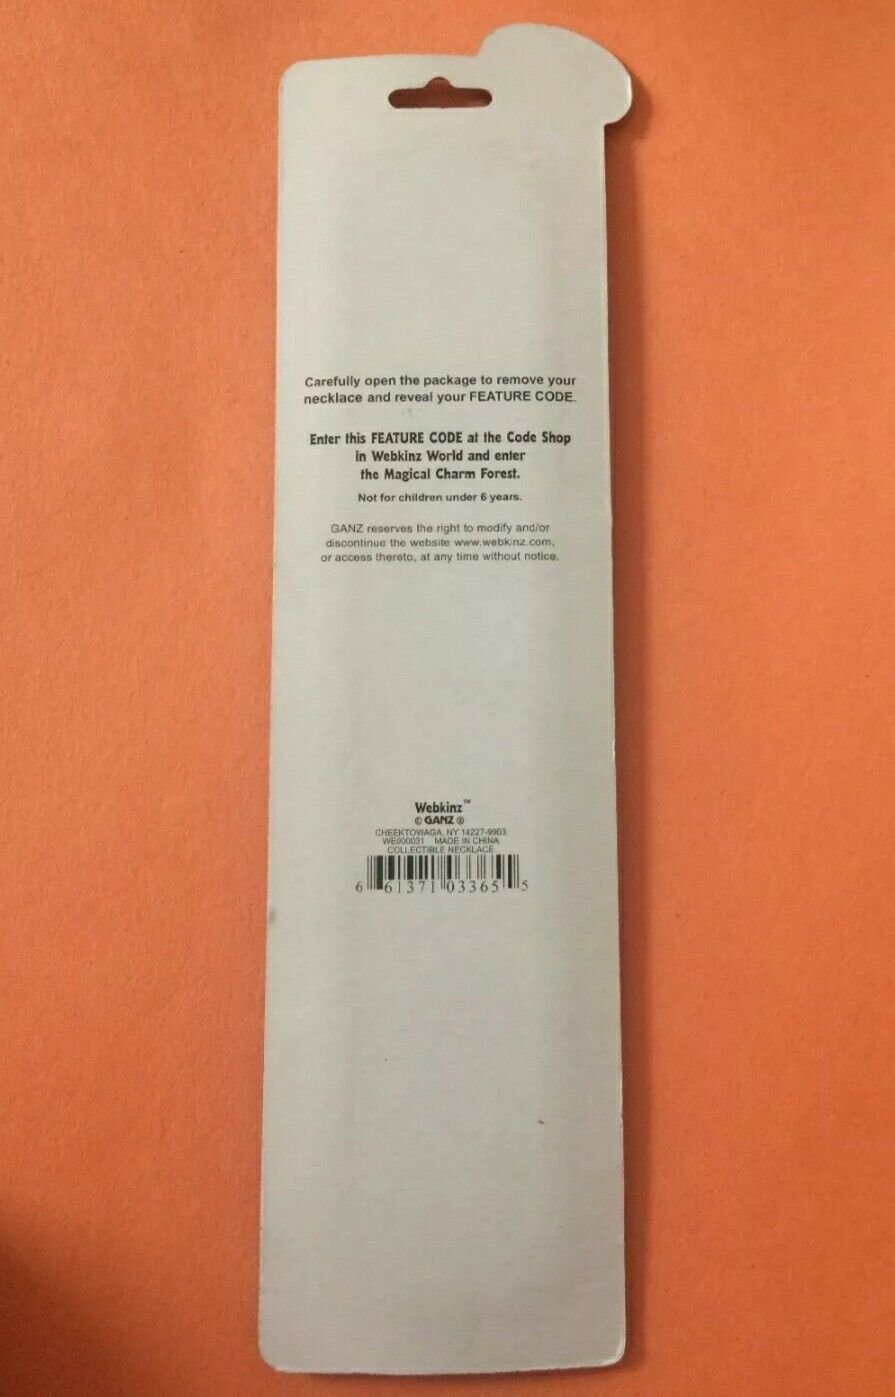 Carefully open the package to remove your
necklace and reveal your FEATURE CODE.
Enter this FEATURE CODE at the Code Shop
in Webkinz World and enter
the Magical Charm Forest.
Not for children under 6 years.
GANZ reserves the right to modify and/or
discontinue the website www.webkinz.com,
or access thereto, at any time without notice.
Webkinz™
© GANZ ®
CHEEKTOWAGA, NY 14227-9903
WE000031 MADE IN CHINA
COLLECTIBLE NECKLACE
6 61371 03365 5